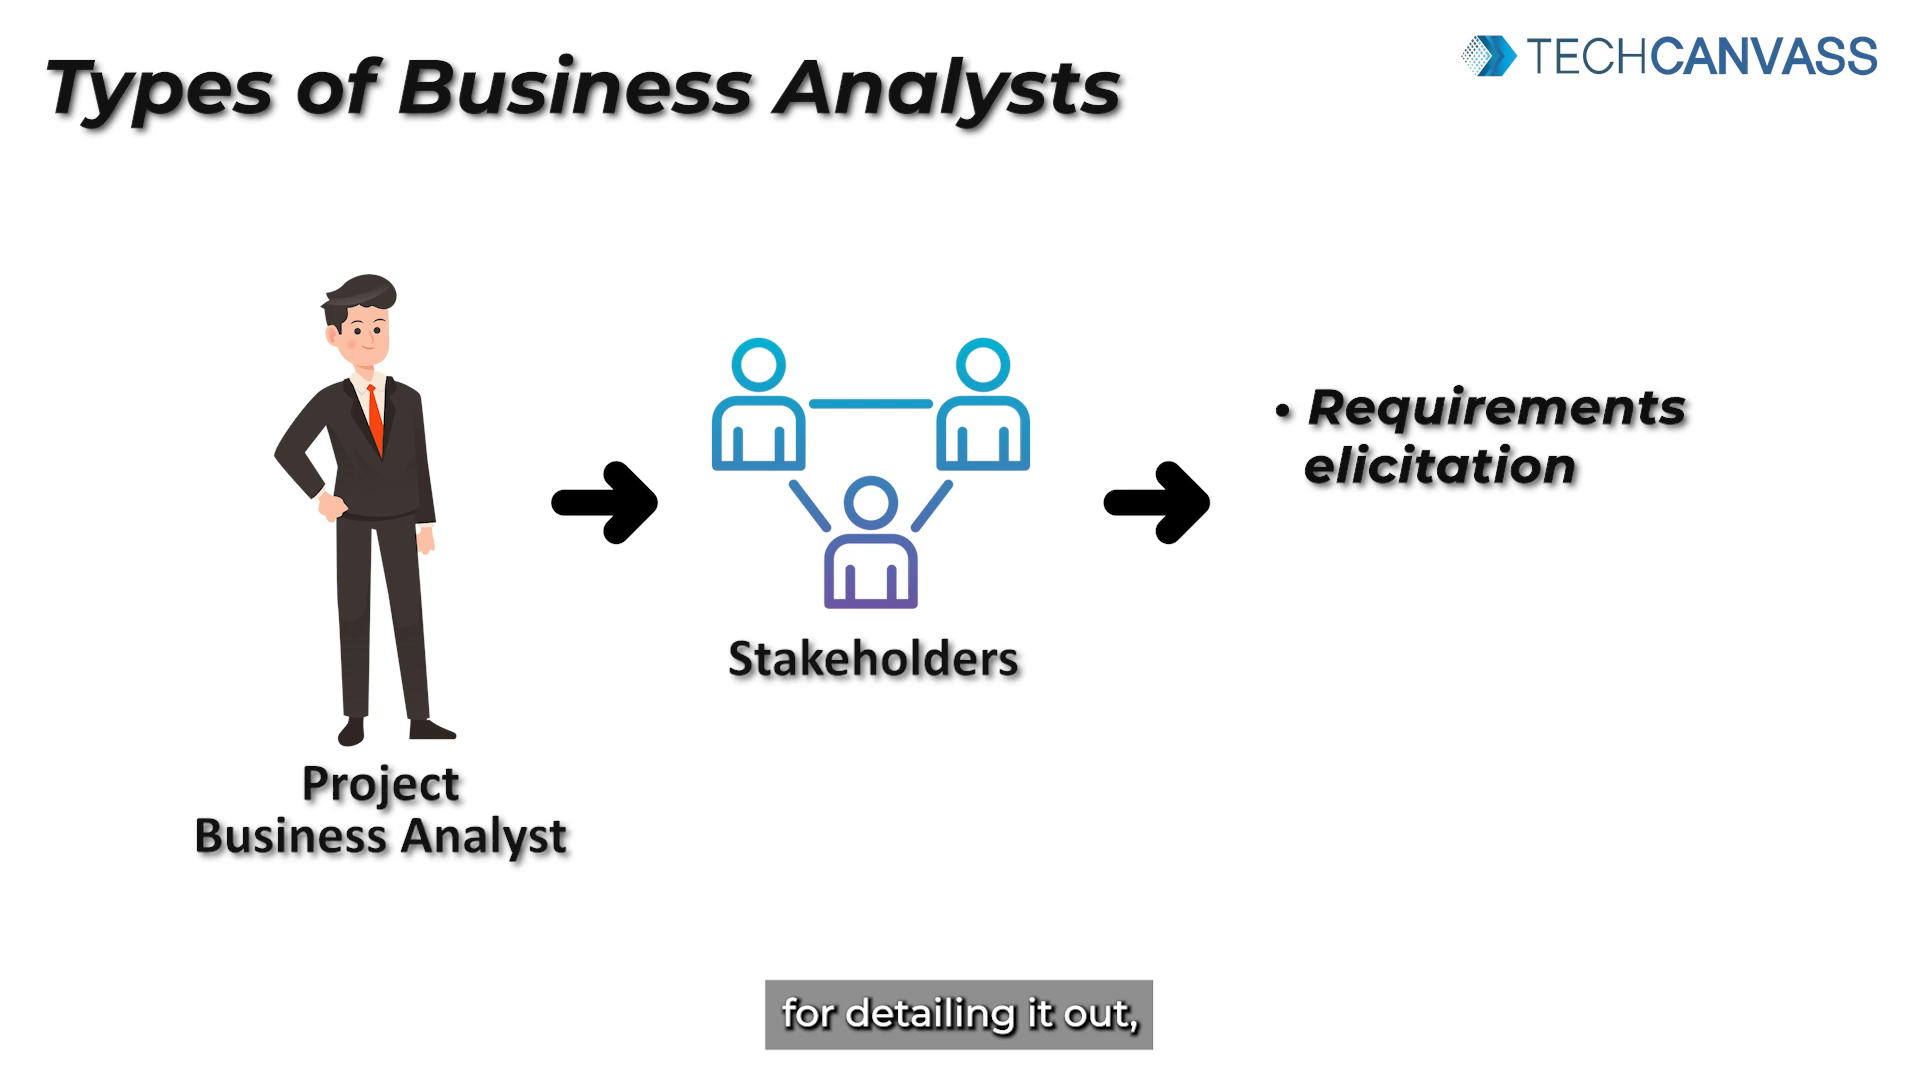 Types of Business Analysts
TECHCANVASS
• Requirements
elicitation
Stakeholders
Project
Business Analyst
for detailing it out,